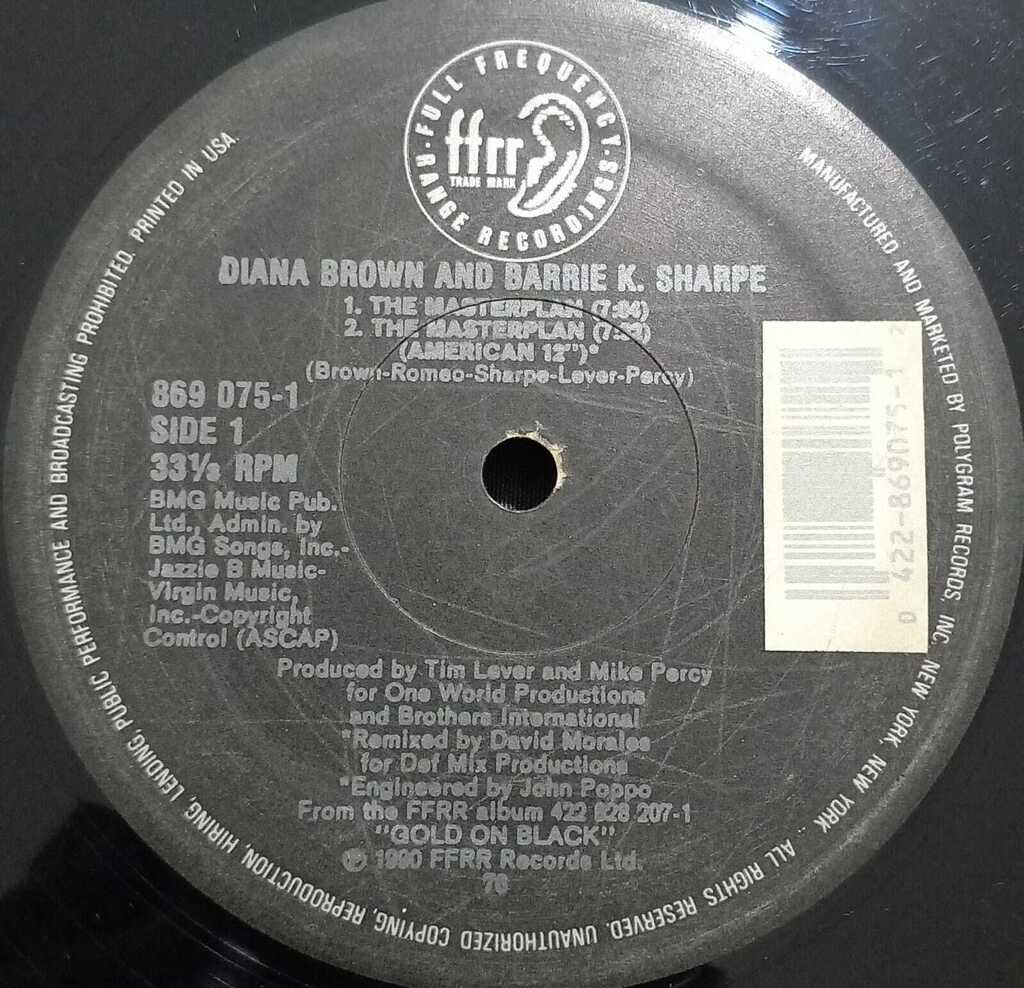 FULL FREQUENCY
RANGE RECORDINGS
ffrr
TRADE MARK
DIANA BROWN AND BARRIE K. SHARPE
1. THE MASTERPLAN (7:04)
2. THE MASTERPLAN
(AMERICAN 12")*
(Brown-Romeo-Sharpe-Lever-Percy)
869 075-1
SIDE 1
33⅓ RPM
BMG Music Pub.
Ltd., Admin. by
BMG Songs, Inc.-
Jazzie B Music-
Virgin Music,
Inc.-Copyright
Control (ASCAP)
Produced by Tim Lever and Mike Percy
for One World Productions
and Brothers International
*Remixed by David Morales
for Def Mix Productions
*Engineered by John Poppo
From the FFRR album 422 828 207-1
"GOLD ON BLACK"
℗ 1990 FFRR Records Ltd.
70
0 422-869075-1 2
MANUFACTURED AND MARKETED BY POLYGRAM RECORDS, INC. NEW YORK, NEW YORK .. ALL RIGHTS RESERVED. UNAUTHORIZED COPYING, REPRODUCTION, HIRING, LENDING, PUBLIC PERFORMANCE AND BROADCASTING PROHIBITED. PRINTED IN USA.